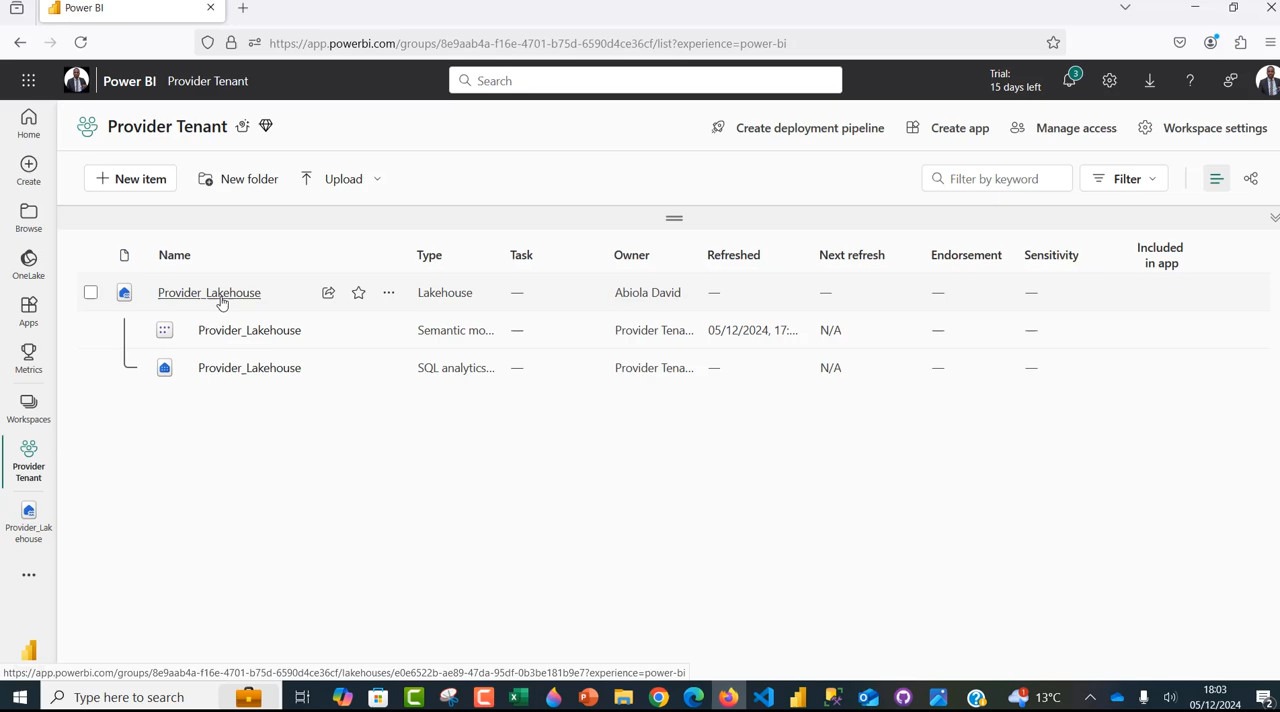 Power BI
https://app.powerbi.com/groups/8e9aab4a-f16e-4701-b75d-6590d4ce36cf/list?experience=power-bi
Power BI Provider Tenant
Search
Trial:
15 days left
3
Home
Create
Browse
OneLake
Apps
Metrics
Workspaces
Provider
Tenant
Provider_Lak
ehouse
Provider Tenant
Create deployment pipeline
Create app
Manage access
Workspace settings
New item
New folder
Upload
Filter by keyword
Filter
Name Type Task Owner Refreshed Next refresh Endorsement Sensitivity Included
in app
Provider_Lakehouse Lakehouse — Abiola David — — — —
Provider_Lakehouse Semantic mo... — Provider Tena... 05/12/2024, 17:... N/A — —
Provider_Lakehouse SQL analytics... — Provider Tena... — N/A — —
https://app.powerbi.com/groups/8e9aab4a-f16e-4701-b75d-6590d4ce36cf/lakehouses/e0e6522b-ae89-47da-95df-0b3be181b9e7?experience=power-bi
Type here to search
13°C
18:03
05/12/2024
2